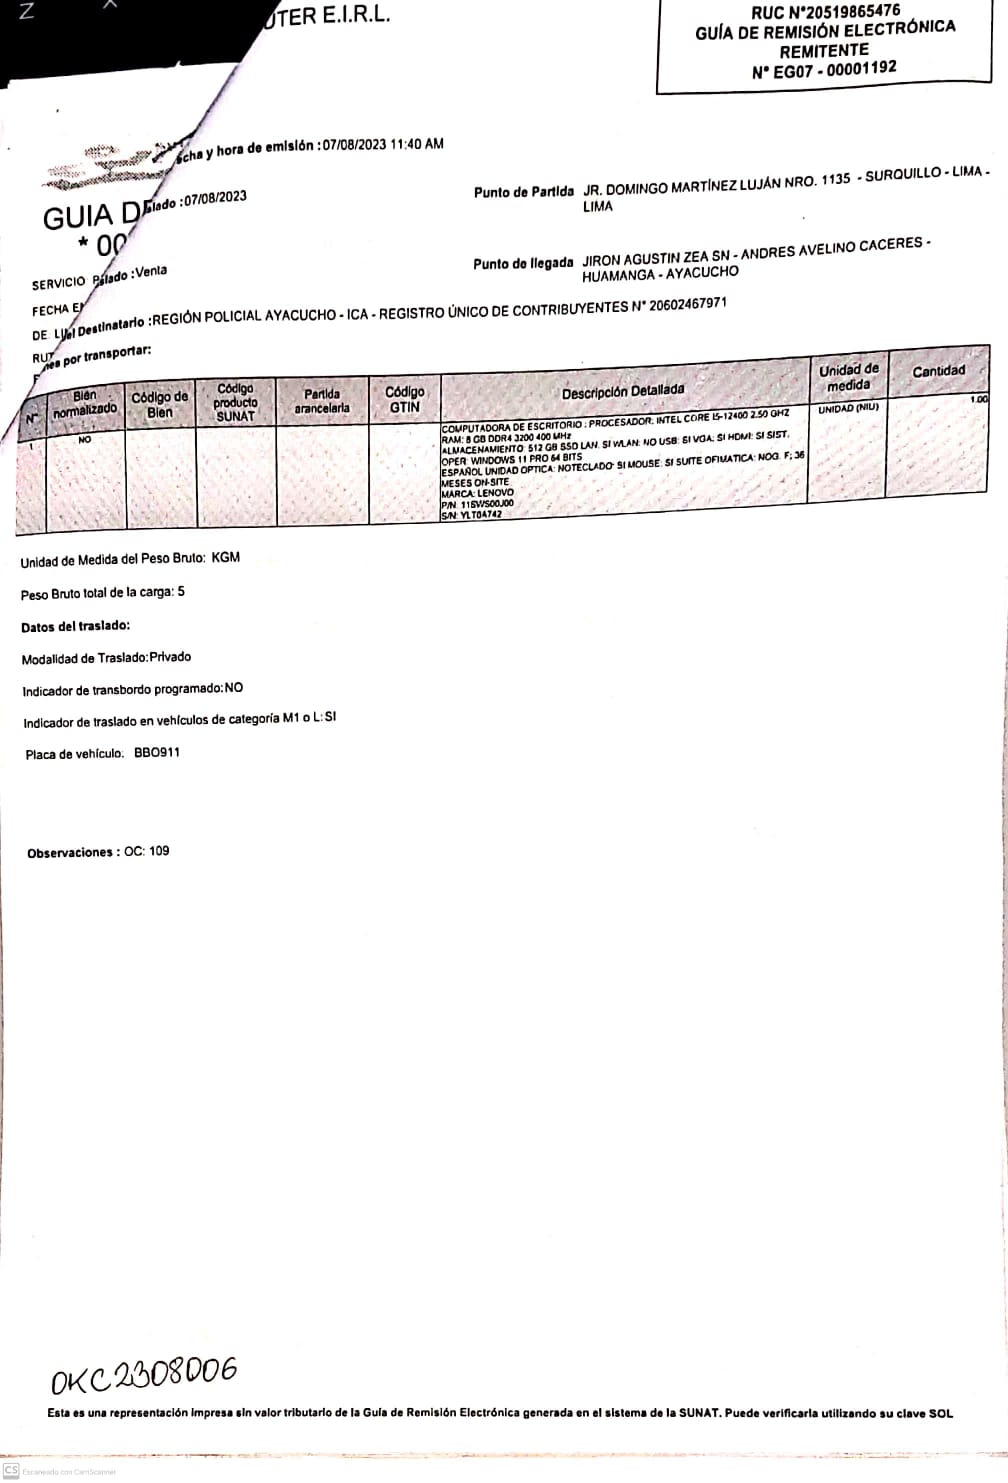 UTER E.I.R.L.
RUC N°20519865476
GUÍA DE REMISIÓN ELECTRÓNICA
REMITENTE
N° EG07 - 00001192
echa y hora de emisión :07/08/2023 11:40 AM
GUIA D
lado :07/08/2023
* 00
Punto de Partida JR. DOMINGO MARTÍNEZ LUJÁN NRO. 1135 - SURQUILLO - LIMA -
LIMA
Punto de llegada JIRON AGUSTIN ZEA SN - ANDRES AVELINO CACERES -
HUAMANGA - AYACUCHO
SERVICIO P
slado :Venta
FECHA E
DE L
el Destinatario :REGIÓN POLICIAL AYACUCHO - ICA - REGISTRO ÚNICO DE CONTRIBUYENTES N° 20602467971
RUT
nes por transportar:
N° Bien normalizado Código de Bien Código producto SUNAT Partida arancelaria Código GTIN Descripción Detallada Unidad de medida Cantidad
1 NO COMPUTADORA DE ESCRITORIO : PROCESADOR: INTEL CORE I5-12400 2.50 GHZ UNIDAD (NIU) 1.00
RAM: 8 GB DDR4 3200 400 MHz
ALMACENAMIENTO: 512 GB SSD LAN. SI WLAN: NO USB: SI VGA: SI HDMI: SI SIST.
OPER: WINDOWS 11 PRO 64 BITS
ESPAÑOL UNIDAD OPTICA: NOTECLADO: SI MOUSE: SI SUITE OFIMATICA: NOG. F; 36
MESES ON-SITE
MARCA: LENOVO
P/N: 11SWS00J00
S/N: YLT04742
Unidad de Medida del Peso Bruto: KGM
Peso Bruto total de la carga: 5
Datos del traslado:
Modalidad de Traslado:Privado
Indicador de transbordo programado:NO
Indicador de traslado en vehículos de categoría M1 o L:SI
Placa de vehículo: BBO911
Observaciones : OC: 109
OKC2308006
Esta es una representación impresa sin valor tributario de la Guía de Remisión Electrónica generada en el sistema de la SUNAT. Puede verificarla utilizando su clave SOL
CS Escaneado con CamScanner